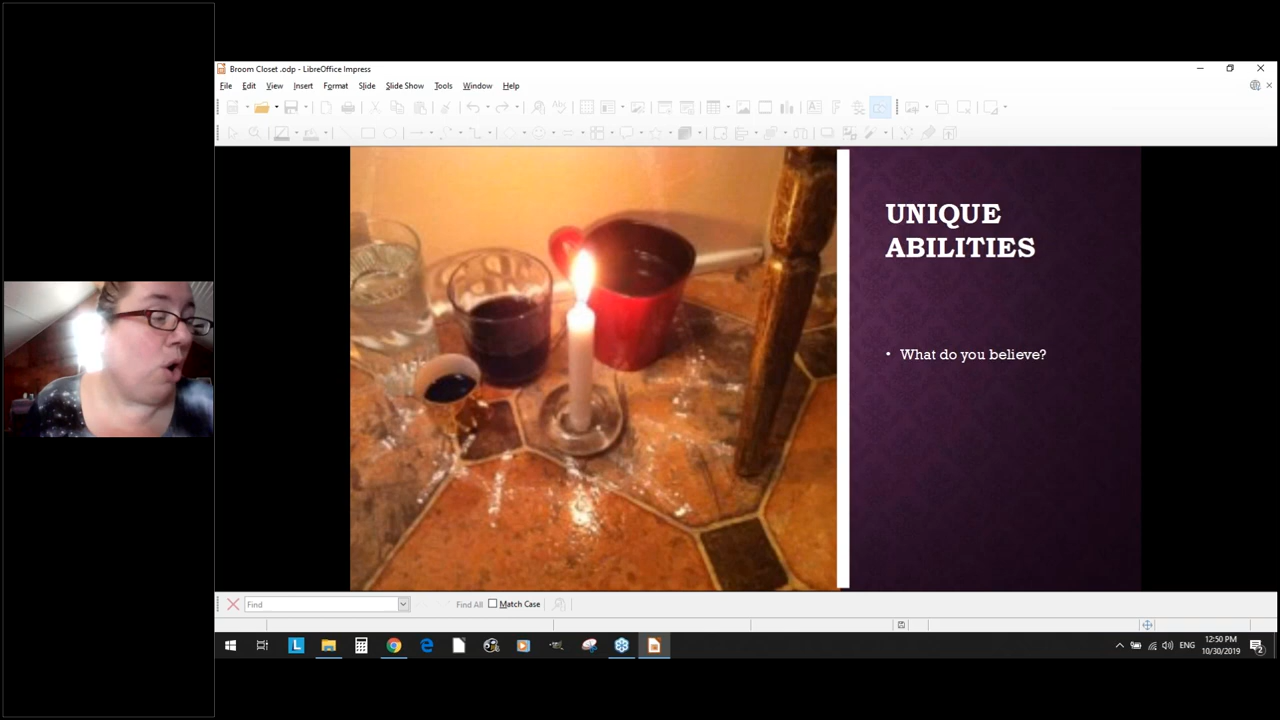 Broom Closet .odp - LibreOffice Impress
File Edit View Insert Format Slide Slide Show Tools Window Help
UNIQUE
ABILITIES
• What do you believe?
Find Find All Match Case
ENG
12:50 PM
10/30/2019
2